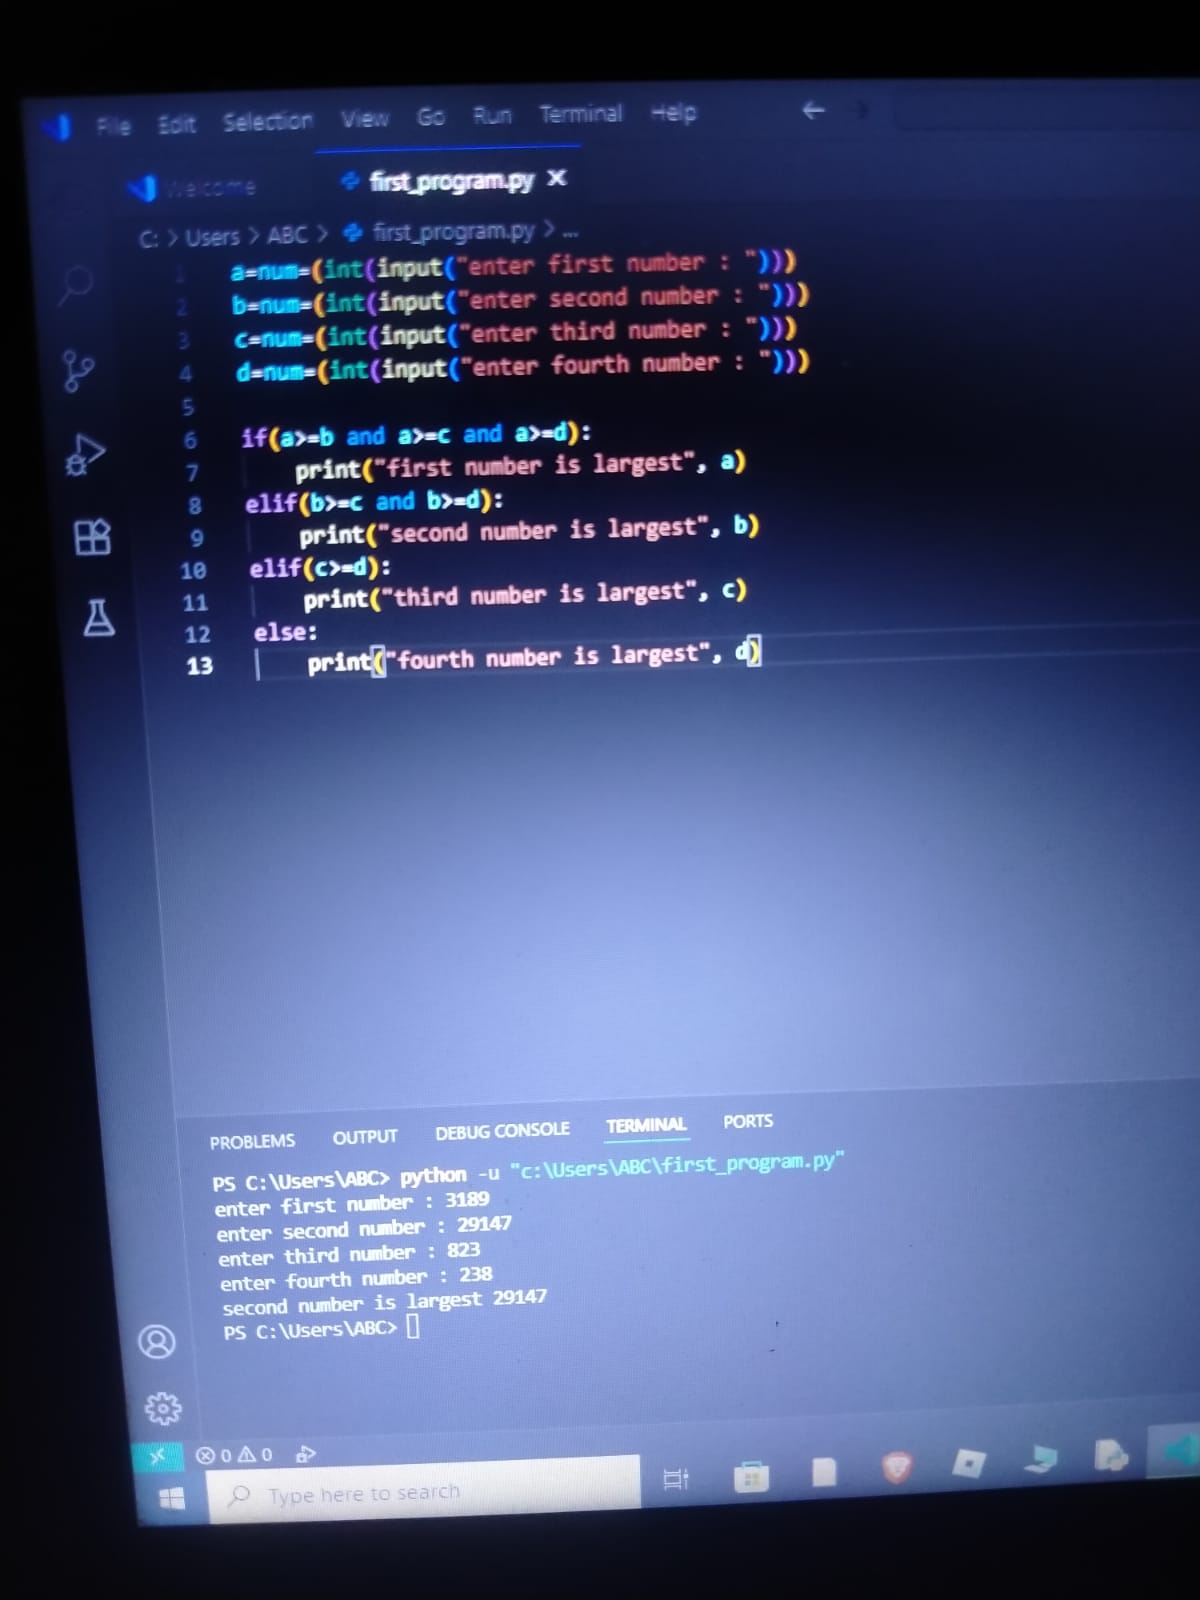 File Edit Selection View Go Run Terminal Help
Welcome first_program.py
C: > Users > ABC > first_program.py > ...
1 a=num=(int(input("enter first number : ")))
2 b=num=(int(input("enter second number : ")))
3 c=num=(int(input("enter third number : ")))
4 d=num=(int(input("enter fourth number : ")))
5
6 if(a>=b and a>=c and a>=d):
7 print("first number is largest", a)
8 elif(b>=c and b>=d):
9 print("second number is largest", b)
10 elif(c>=d):
11 print("third number is largest", c)
12 else:
13 print("fourth number is largest", d)
PROBLEMS OUTPUT DEBUG CONSOLE TERMINAL PORTS
PS C:\Users\ABC> python -u "c:\Users\ABC\first_program.py"
enter first number : 3189
enter second number : 29147
enter third number : 823
enter fourth number : 238
second number is largest 29147
PS C:\Users\ABC>
0 0
Type here to search